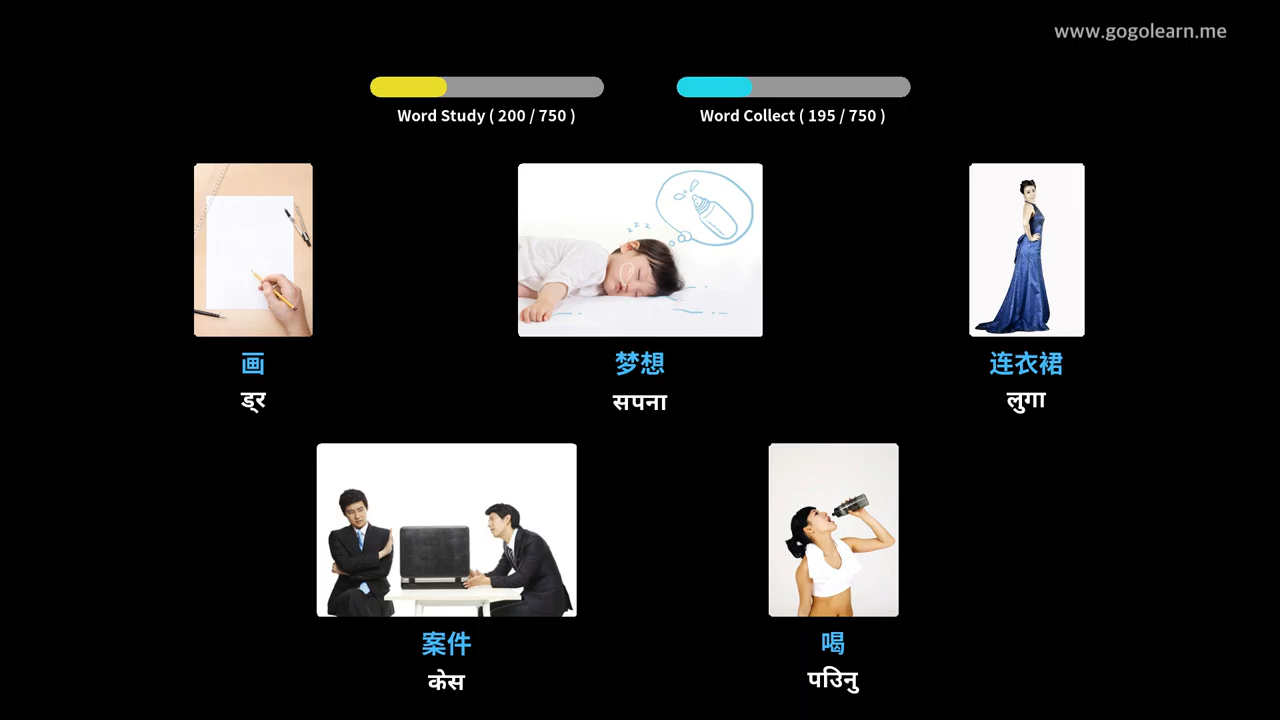 www.gogolearn.me
Word Study ( 200 / 750 )
Word Collect ( 195 / 750 )
画
ड्र
梦想
सपना
连衣裙
लुगा
案件
केस
喝
पउिनु